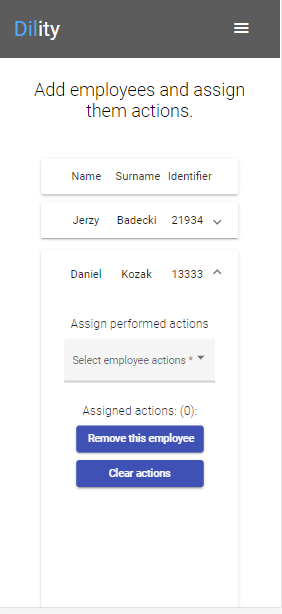 Dility
Add employees and assign
them actions.
Name Surname Identifier
Jerzy Badecki 21934
Daniel Kozak 13333
Assign performed actions
Select employee actions *
Assigned actions: (0):
Remove this employee
Clear actions